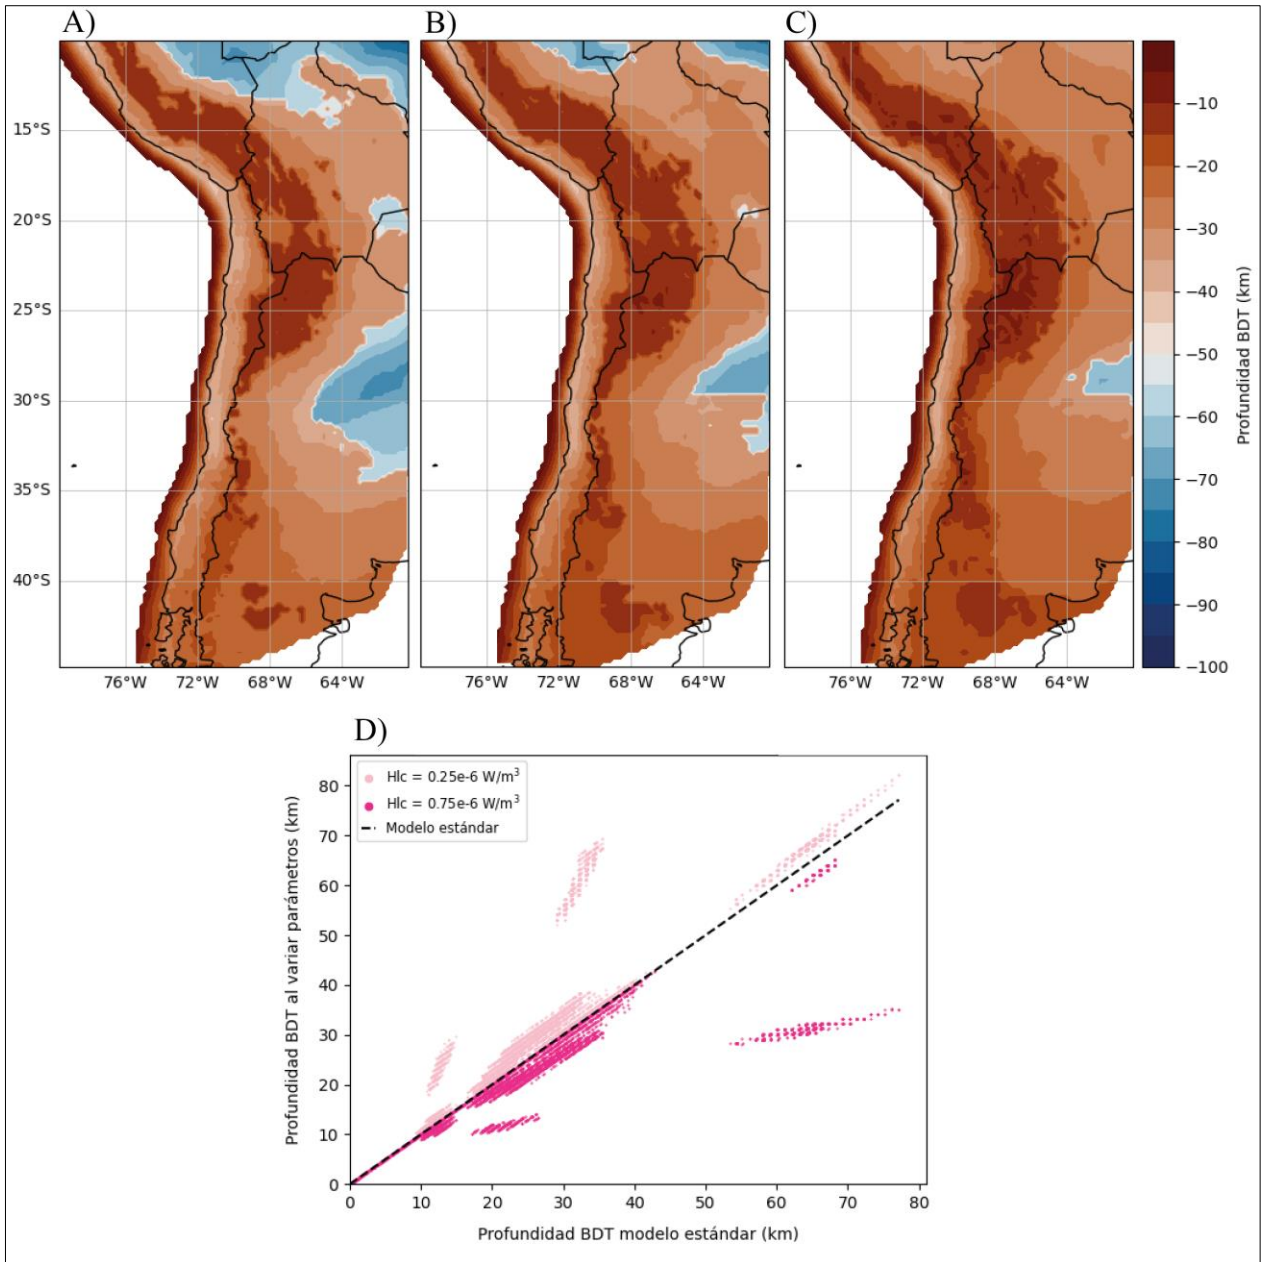 A)
B)
C)
15°S
20°S
25°S
30°S
35°S
40°S
76°W 72°W 68°W 64°W
76°W 72°W 68°W 64°W
76°W 72°W 68°W 64°W
−10
−20
−30
−40
−50
−60
−70
−80
−90
−100
Profundidad BDT (km)
D)
Hlc = 0.25e-6 W/m³
Hlc = 0.75e-6 W/m³
Modelo estándar
80
70
60
50
40
30
20
10
0
Profundidad BDT al variar parámetros (km)
0 10 20 30 40 50 60 70 80
Profundidad BDT modelo estándar (km)